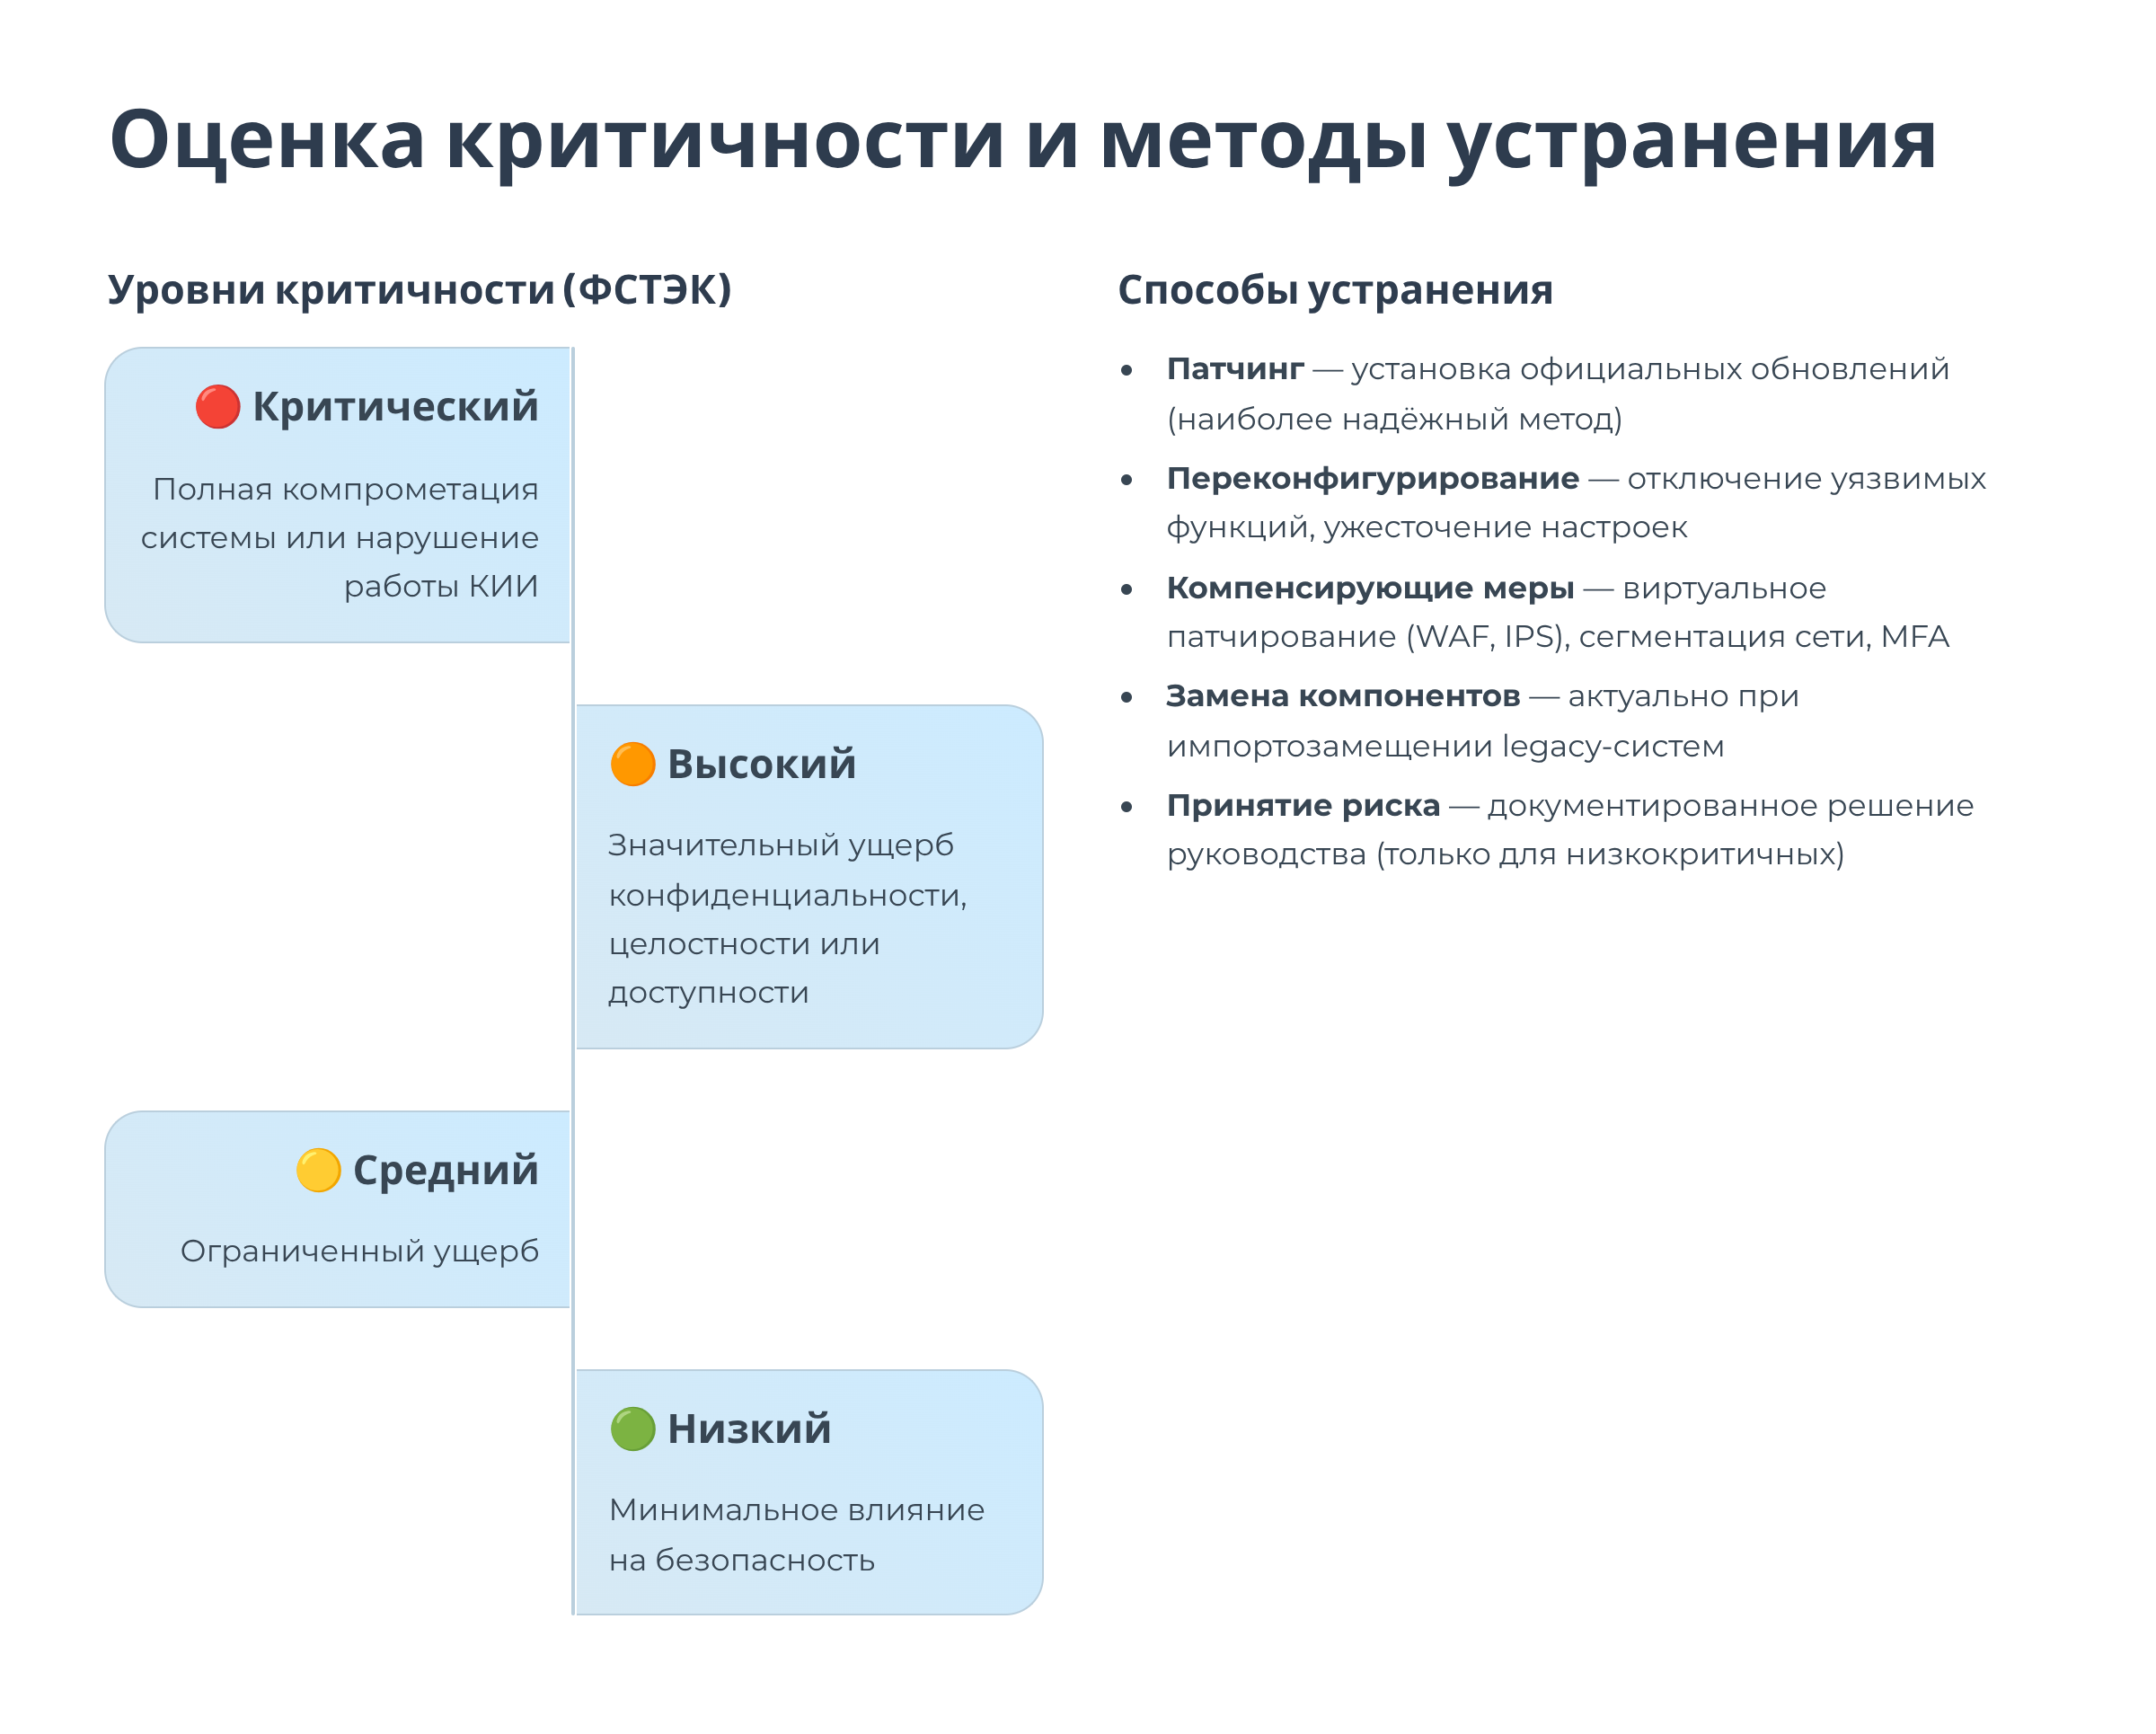 Оценка критичности и методы устранения
Уровни критичности (ФСТЭК)
🔴 Критический
Полная компрометация
системы или нарушение
работы КИИ
🟠 Высокий
Значительный ущерб
конфиденциальности,
целостности или
доступности
🟡 Средний
Ограниченный ущерб
🟢 Низкий
Минимальное влияние
на безопасность
Способы устранения
• Патчинг — установка официальных обновлений
(наиболее надёжный метод)
• Переконфигурирование — отключение уязвимых
функций, ужесточение настроек
• Компенсирующие меры — виртуальное
патчирование (WAF, IPS), сегментация сети, MFA
• Замена компонентов — актуально при
импортозамещении legacy-систем
• Принятие риска — документированное решение
руководства (только для низкокритичных)